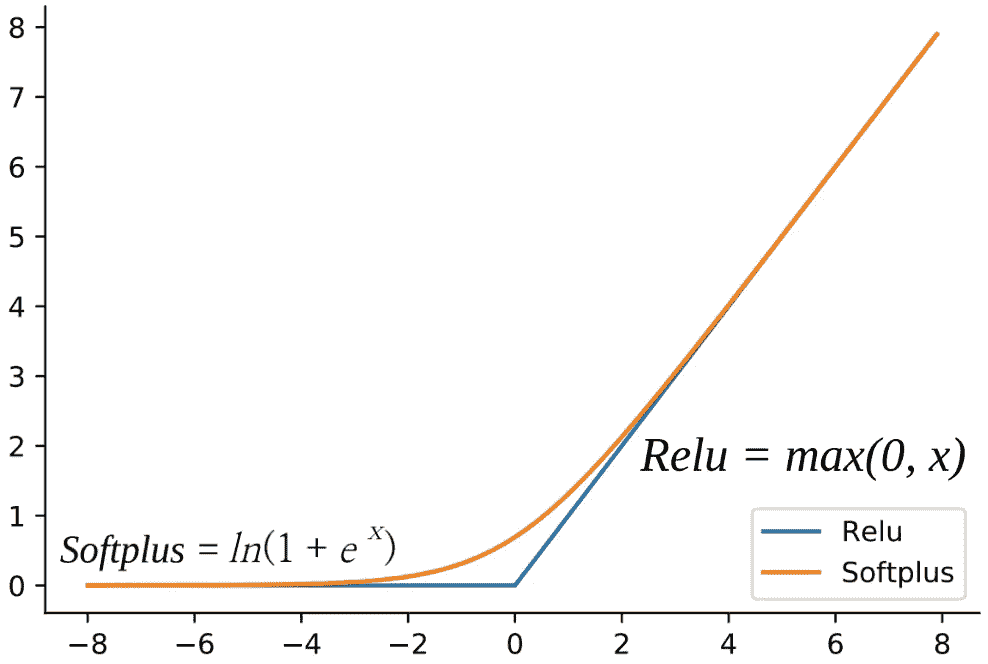 8
7
6
5
4
3
2
Relu = max(0, x)
1
Relu
Softplus = ln(1 + e^x)
Softplus
0
−8 −6 −4 −2 0 2 4 6 8